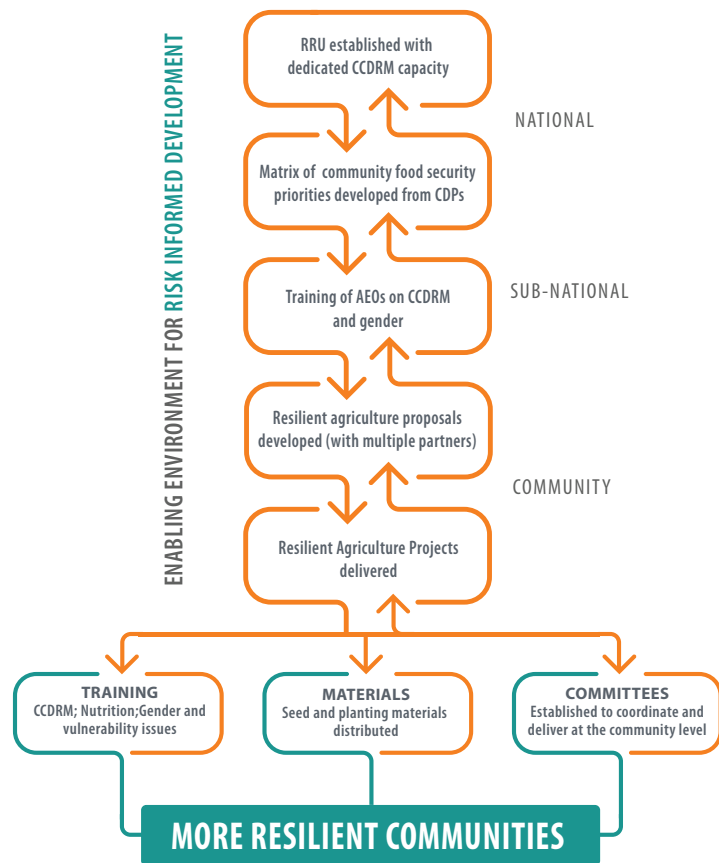 ENABLING ENVIRONMENT FOR RISK INFORMED DEVELOPMENT
RRU established with
dedicated CCDRM capacity
NATIONAL
Matrix of community food security
priorities developed from CDPs
SUB-NATIONAL
Training of AEOs on CCDRM
and gender
Resilient agriculture proposals
developed (with multiple partners)
COMMUNITY
Resilient Agriculture Projects
delivered
TRAINING
CCDRM; Nutrition;Gender and
vulnerability issues
MATERIALS
Seed and planting materials
distributed
COMMITTEES
Established to coordinate and
deliver at the community level
MORE RESILIENT COMMUNITIES